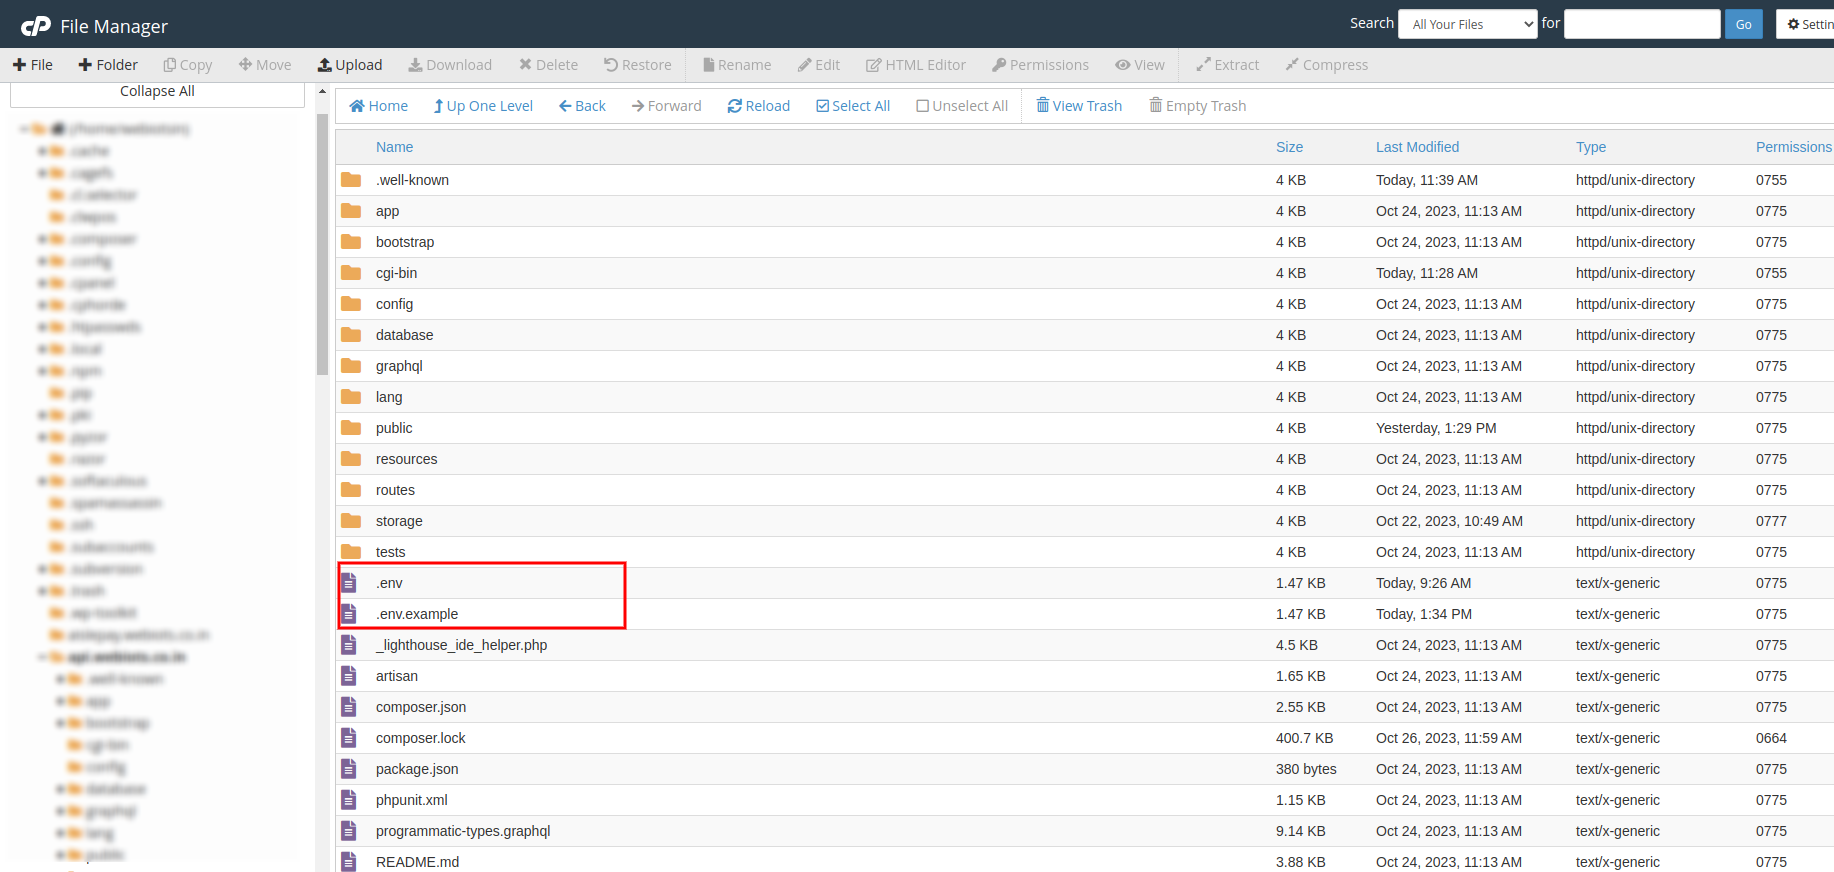 cP File Manager Search All Your Files for Go Settin
File Folder Copy Move Upload Download Delete Restore Rename Edit HTML Editor Permissions View Extract Compress
Collapse All
Home Up One Level Back Forward Reload Select All Unselect All View Trash Empty Trash
Name Size Last Modified Type Permissions
.well-known 4 KB Today, 11:39 AM httpd/unix-directory 0755
app 4 KB Oct 24, 2023, 11:13 AM httpd/unix-directory 0775
bootstrap 4 KB Oct 24, 2023, 11:13 AM httpd/unix-directory 0775
cgi-bin 4 KB Today, 11:28 AM httpd/unix-directory 0755
config 4 KB Oct 24, 2023, 11:13 AM httpd/unix-directory 0775
database 4 KB Oct 24, 2023, 11:13 AM httpd/unix-directory 0775
graphql 4 KB Oct 24, 2023, 11:13 AM httpd/unix-directory 0775
lang 4 KB Oct 24, 2023, 11:13 AM httpd/unix-directory 0775
public 4 KB Yesterday, 1:29 PM httpd/unix-directory 0775
resources 4 KB Oct 24, 2023, 11:13 AM httpd/unix-directory 0775
routes 4 KB Oct 24, 2023, 11:13 AM httpd/unix-directory 0775
storage 4 KB Oct 22, 2023, 10:49 AM httpd/unix-directory 0777
tests 4 KB Oct 24, 2023, 11:13 AM httpd/unix-directory 0775
.env 1.47 KB Today, 9:26 AM text/x-generic 0775
.env.example 1.47 KB Today, 1:34 PM text/x-generic 0775
_lighthouse_ide_helper.php 4.5 KB Oct 24, 2023, 11:13 AM text/x-generic 0775
artisan 1.65 KB Oct 24, 2023, 11:13 AM text/x-generic 0775
composer.json 2.55 KB Oct 24, 2023, 11:13 AM text/x-generic 0775
composer.lock 400.7 KB Oct 26, 2023, 11:59 AM text/x-generic 0664
package.json 380 bytes Oct 24, 2023, 11:13 AM text/x-generic 0775
phpunit.xml 1.15 KB Oct 24, 2023, 11:13 AM text/x-generic 0775
programmatic-types.graphql 9.14 KB Oct 24, 2023, 11:13 AM text/x-generic 0775
README.md 3.88 KB Oct 24, 2023, 11:13 AM text/x-generic 0775